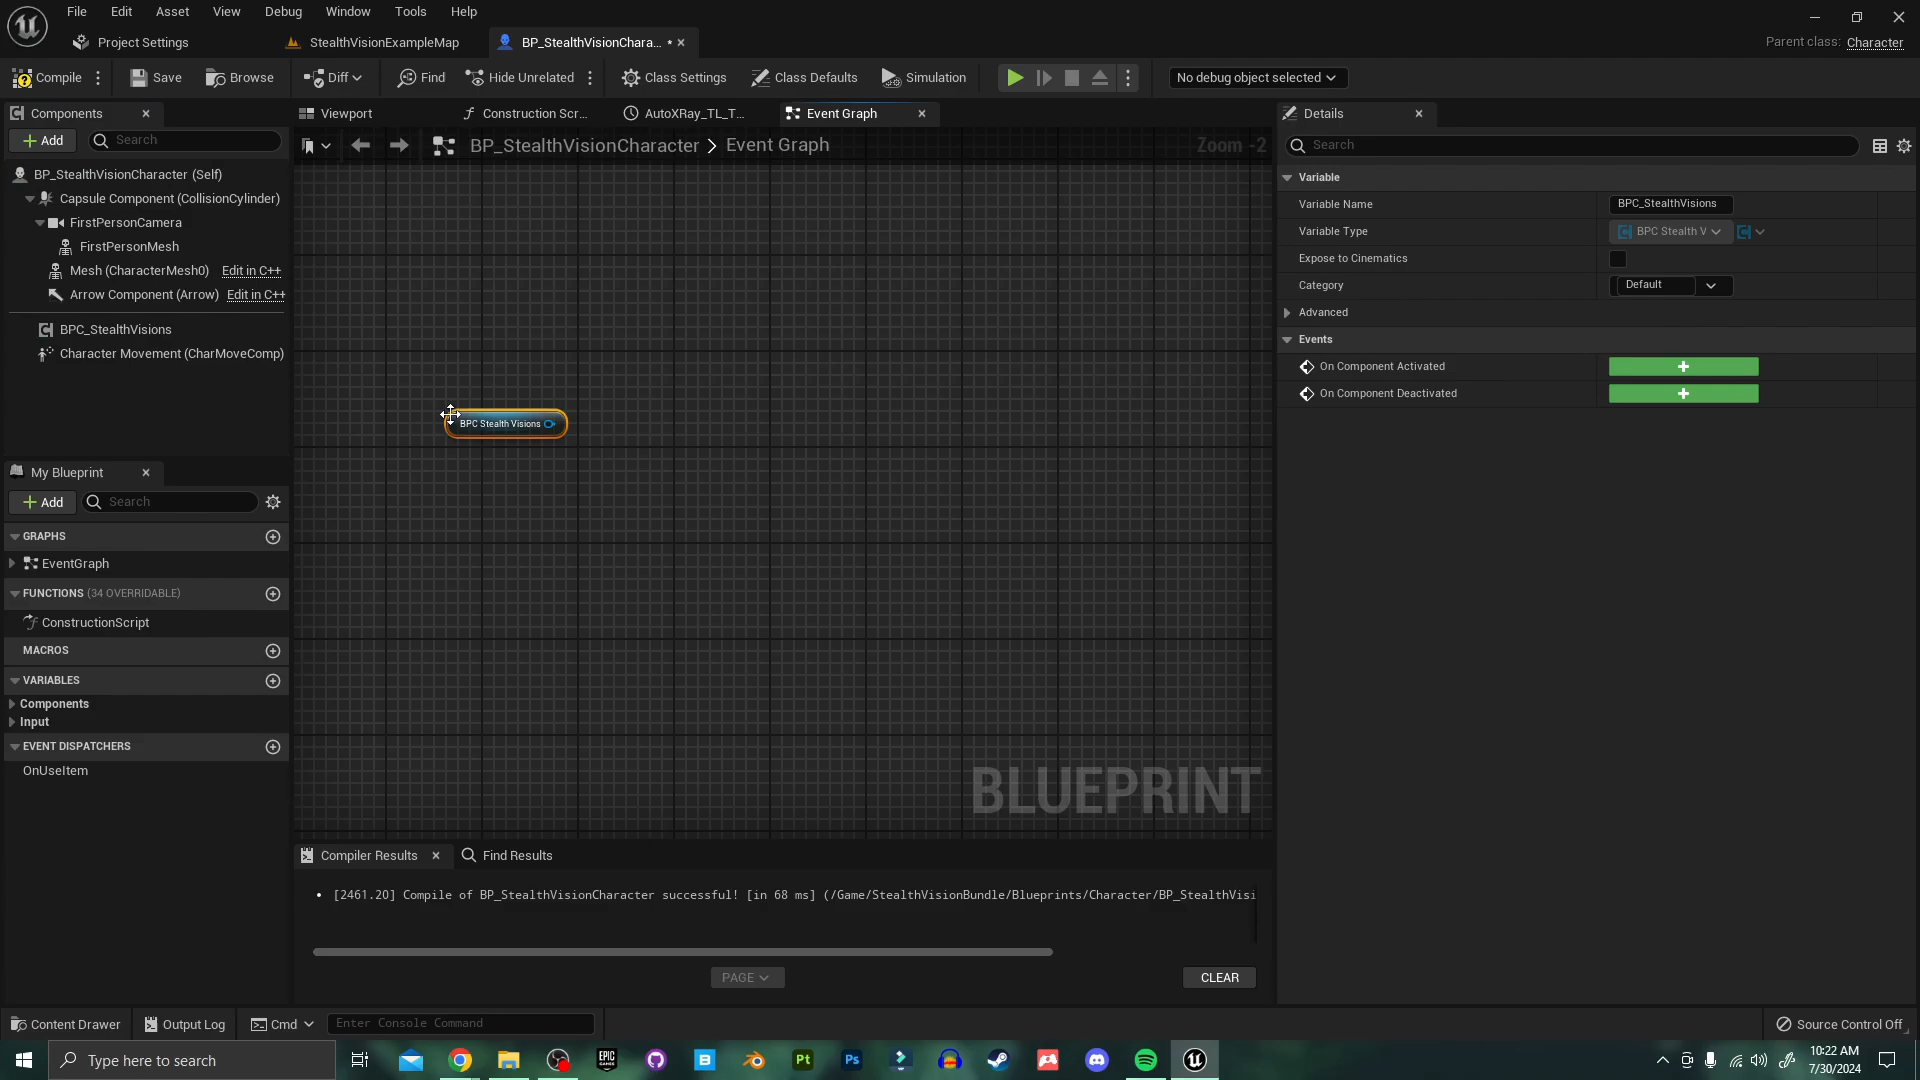 File Edit Asset View Debug Window Tools Help
Project Settings
StealthVisionExampleMap
BP_StealthVisionChara... *
Parent class: Character
Compile
Save
Browse
Diff
Find
Hide Unrelated
Class Settings
Class Defaults
Simulation
No debug object selected
Components
Add
Search
BP_StealthVisionCharacter (Self)
Capsule Component (CollisionCylinder)
FirstPersonCamera
FirstPersonMesh
Mesh (CharacterMesh0) Edit in C++
Arrow Component (Arrow) Edit in C++
BPC_StealthVisions
Character Movement (CharMoveComp)
My Blueprint
Add
Search
GRAPHS
EventGraph
FUNCTIONS (34 OVERRIDABLE)
ConstructionScript
MACROS
VARIABLES
Components
Input
EVENT DISPATCHERS
OnUseItem
Viewport
Construction Scr...
AutoXRay_TL_T...
Event Graph
BP_StealthVisionCharacter > Event Graph
Zoom -2
BPC Stealth Visions
BLUEPRINT
Compiler Results
Find Results
• [2461.20] Compile of BP_StealthVisionCharacter successful! [in 68 ms] (/Game/StealthVisionBundle/Blueprints/Character/BP_StealthVisi
PAGE
CLEAR
Details
Search
Variable
Variable Name BPC_StealthVisions
Variable Type BPC Stealth V
Expose to Cinematics
Category Default
Advanced
Events
On Component Activated
On Component Deactivated
Content Drawer
Output Log
Cmd
Enter Console Command
Source Control Off
Type here to search
EPIC GAMES
Pt
Ps
10:22 AM
7/30/2024